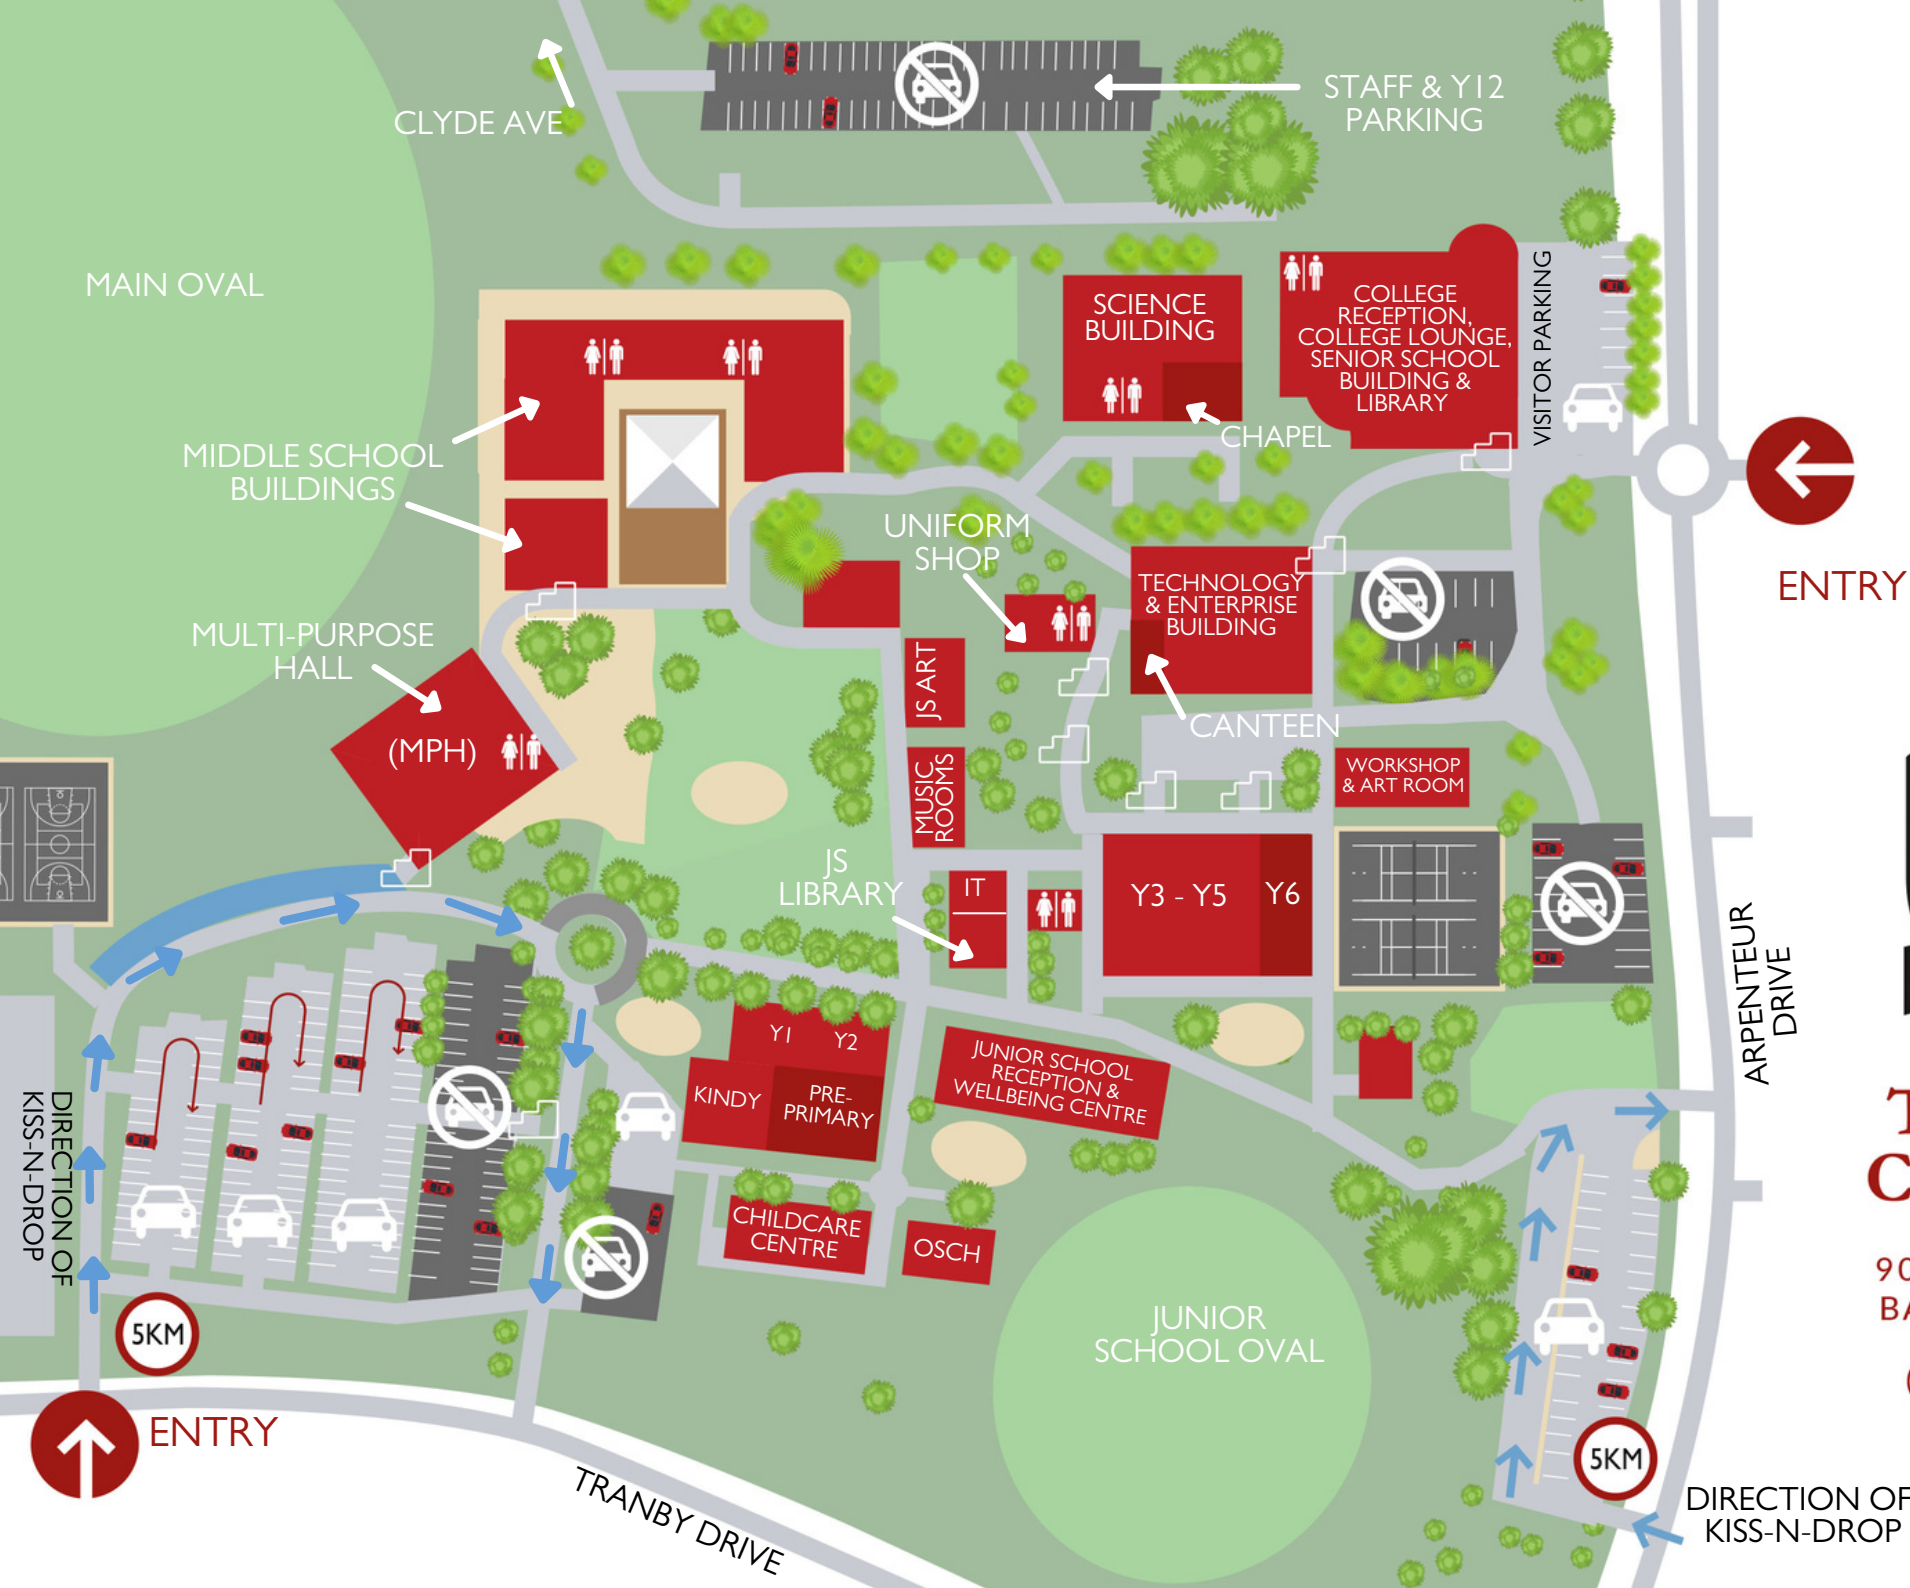 CLYDE AVE
STAFF & Y12
PARKING
MAIN OVAL
SCIENCE
BUILDING
COLLEGE
RECEPTION,
COLLEGE LOUNGE,
SENIOR SCHOOL
BUILDING &
LIBRARY
VISITOR PARKING
CHAPEL
MIDDLE SCHOOL
BUILDINGS
UNIFORM
SHOP
TECHNOLOGY
& ENTERPRISE
BUILDING
ENTRY
MULTI-PURPOSE
HALL
(MPH)
JS ART
CANTEEN
MUSIC
ROOMS
WORKSHOP
& ART ROOM
JS
LIBRARY
IT
Y3 - Y5
Y6
ARPENTEUR
DRIVE
Y1
Y2
KINDY
PRE-
PRIMARY
JUNIOR SCHOOL
RECEPTION &
WELLBEING CENTRE
DIRECTION OF
KISS-N-DROP
CHILDCARE
CENTRE
OSCH
5KM
JUNIOR
SCHOOL OVAL
ENTRY
5KM
TRANBY DRIVE
DIRECTION OF
KISS-N-DROP
T
C
90
BA